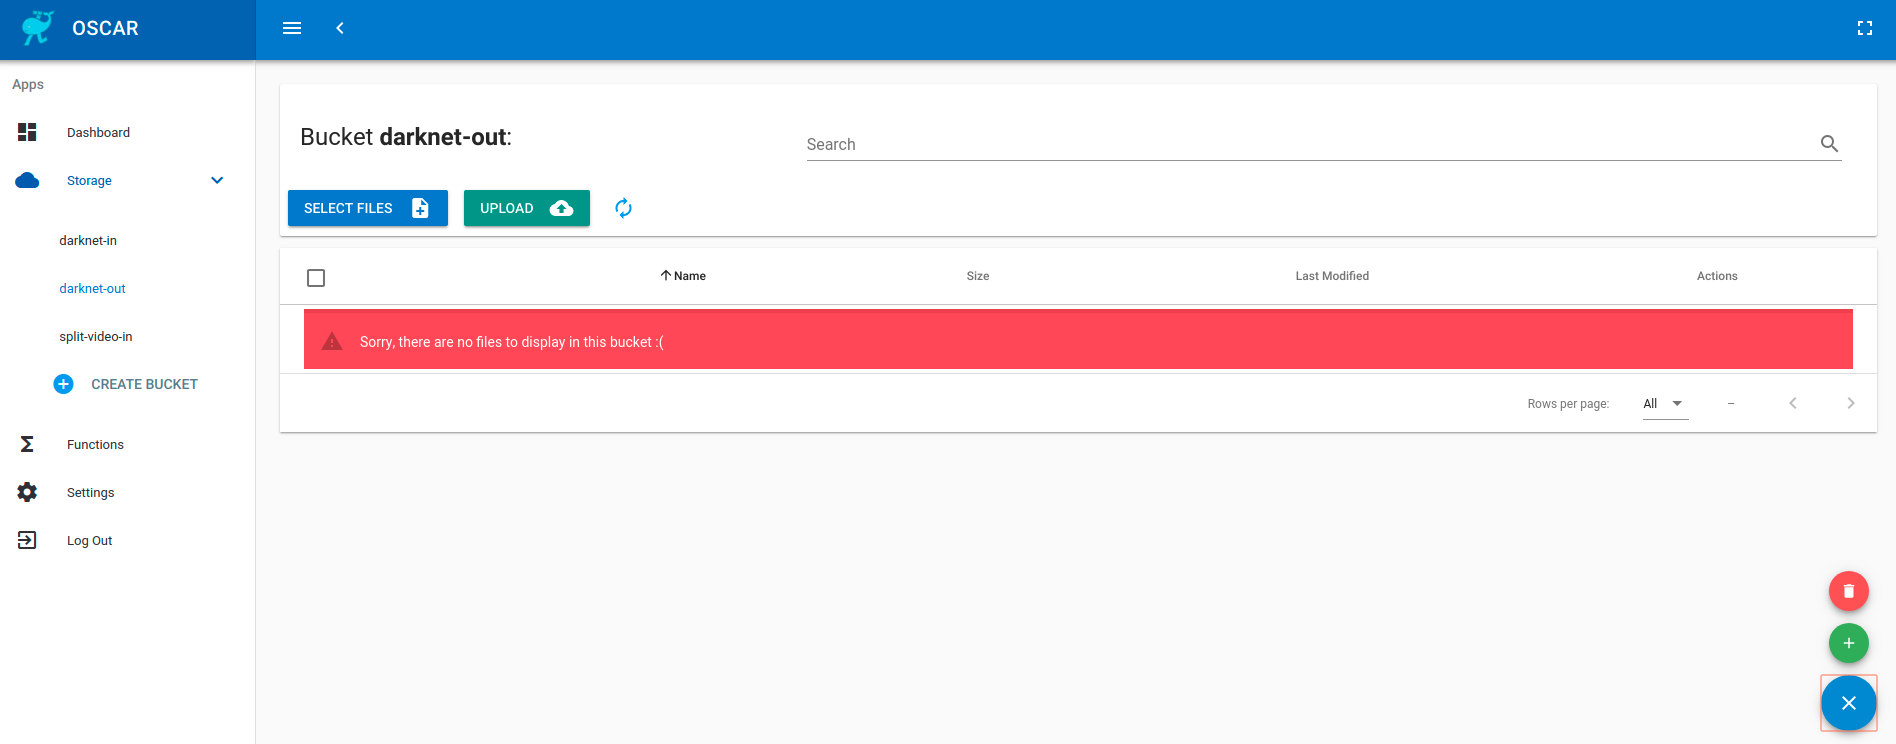 OSCAR
Apps
Dashboard
Storage
darknet-in
darknet-out
split-video-in
CREATE BUCKET
Functions
Settings
Log Out
Bucket darknet-out:
Search
SELECT FILES
UPLOAD
Name Size Last Modified Actions
Sorry, there are no files to display in this bucket :(
Rows per page: All –